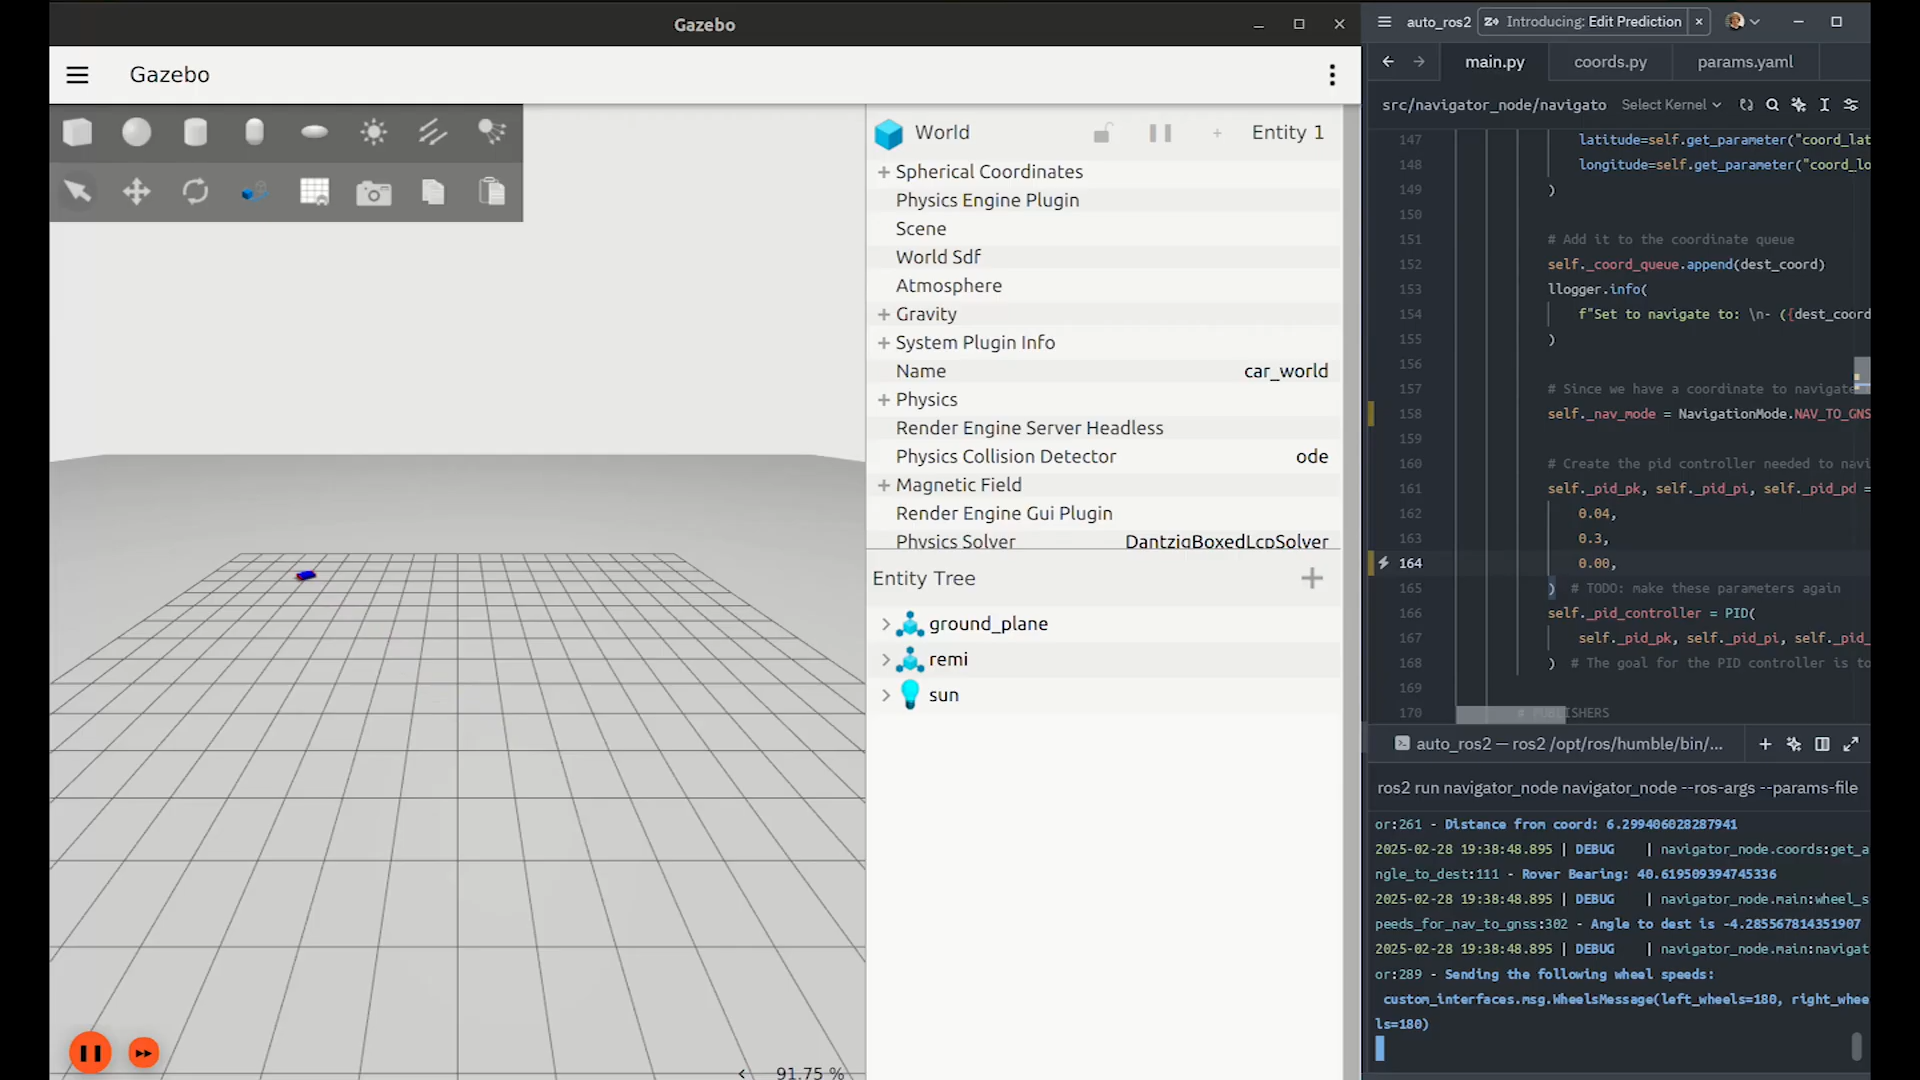 Gazebo
Gazebo
World
Entity 1
Spherical Coordinates
Physics Engine Plugin
Scene
World Sdf
Atmosphere
Gravity
System Plugin Info
Name car_world
Physics
Render Engine Server Headless
Physics Collision Detector ode
Magnetic Field
Render Engine Gui Plugin
Physics Solver DantzigBoxedLcpSolver
Entity Tree
ground_plane
remi
sun
91.75 %
auto_ros2 Introducing: Edit Prediction
main.py coords.py params.yaml
src/navigator_node/navigato Select Kernel
147 latitude=self.get_parameter("coord_lat
148 longitude=self.get_parameter("coord_lo
149 )
150
151 # Add it to the coordinate queue
152 self._coord_queue.append(dest_coord)
153 llogger.info(
154 f"Set to navigate to: \n- ({dest_coord
155 )
156
157 # Since we have a coordinate to navigate
158 self._nav_mode = NavigationMode.NAV_TO_GNS
159
160 # Create the pid controller needed to navi
161 self._pid_pk, self._pid_pi, self._pid_pd =
162 0.04,
163 0.3,
164 0.00,
165 ) # TODO: make these parameters again
166 self._pid_controller = PID(
167 self._pid_pk, self._pid_pi, self._pid_
168 ) # The goal for the PID controller is to
169
170 # PUBLISHERS
auto_ros2 — ros2 /opt/ros/humble/bin/...
ros2 run navigator_node navigator_node --ros-args --params-file
or:261 - Distance from coord: 6.299406028287941
2025-02-28 19:38:48.895 | DEBUG | navigator_node.coords:get_a
ngle_to_dest:111 - Rover Bearing: 40.619509394745336
2025-02-28 19:38:48.895 | DEBUG | navigator_node.main:wheel_s
peeds_for_nav_to_gnss:302 - Angle to dest is -4.285567814351907
2025-02-28 19:38:48.895 | DEBUG | navigator_node.main:navigat
or:289 - Sending the following wheel speeds:
custom_interfaces.msg.WheelsMessage(left_wheels=180, right_whee
ls=180)